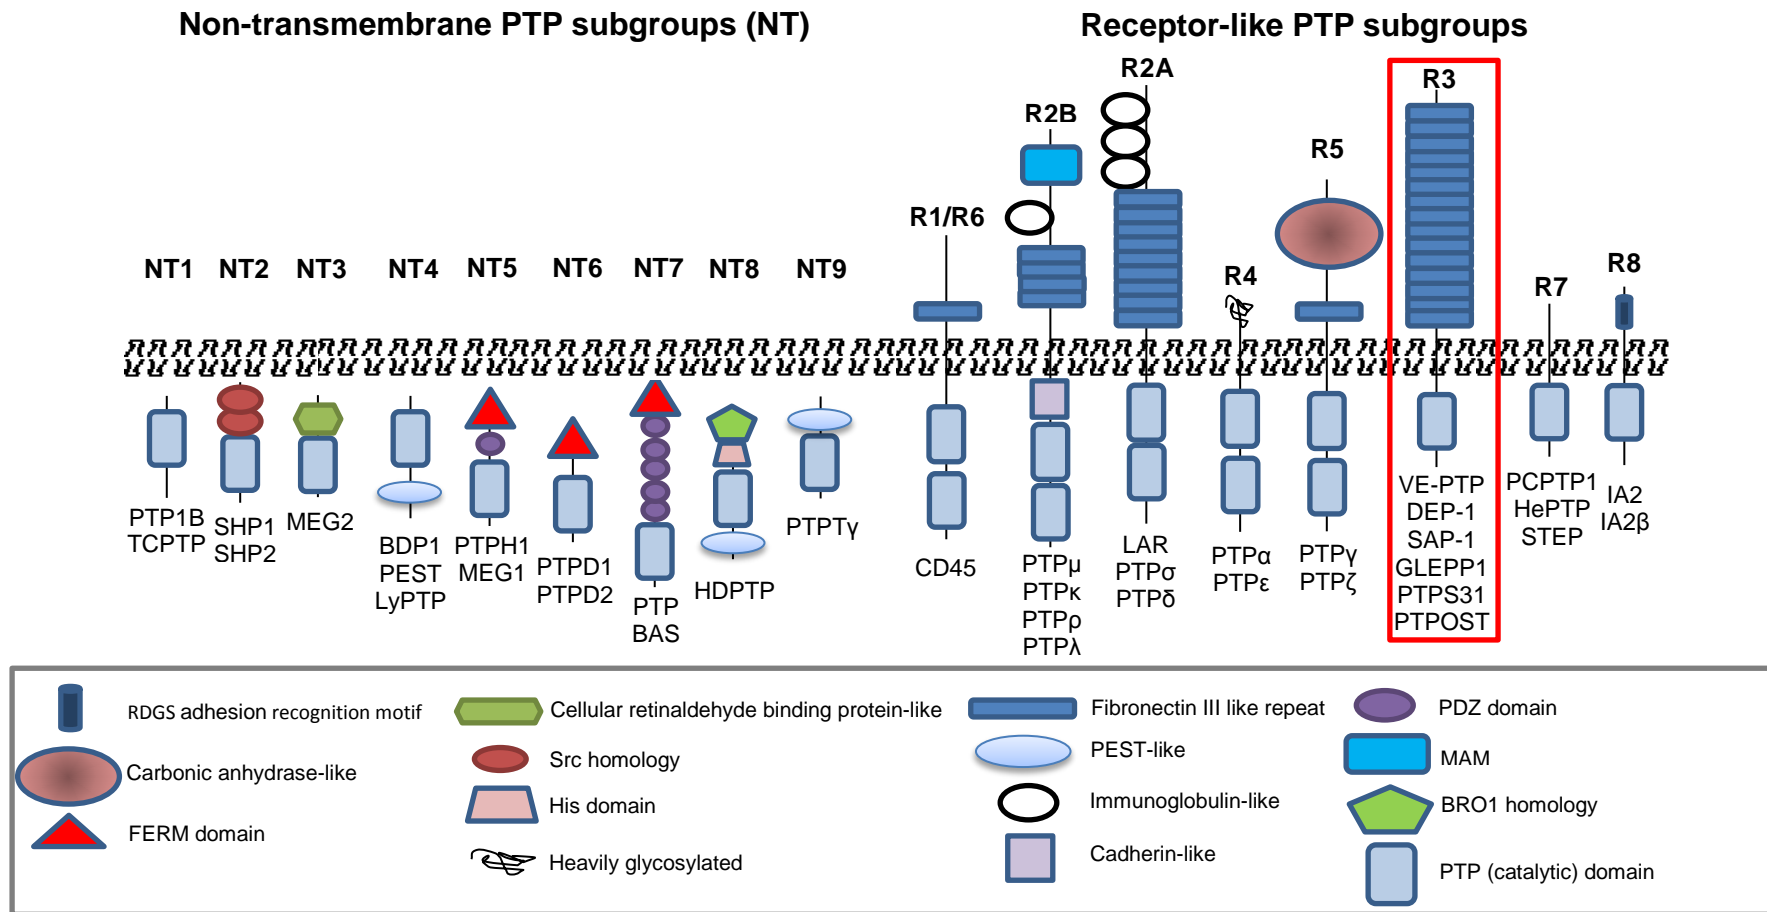 Non-transmembrane PTP subgroups (NT)
Receptor-like PTP subgroups
NT1
NT2
NT3
NT4
NT5
NT6
NT7
NT8
NT9
R1/R6
R2B
R2A
R4
R5
R3
R7
R8
PTP1B
TCPTP
SHP1
SHP2
MEG2
BDP1
PEST
LyPTP
PTPH1
MEG1
PTPD1
PTPD2
PTP
BAS
HDPTP
PTPTγ
CD45
PTPμ
PTPκ
PTPρ
PTPλ
LAR
PTPσ
PTPδ
PTPα
PTPε
PTPγ
PTPζ
VE-PTP
DEP-1
SAP-1
GLEPP1
PTPS31
PTPOST
PCPTP1
HePTP
STEP
IA2
IA2β
RDGS adhesion recognition motif
Carbonic anhydrase-like
FERM domain
Cellular retinaldehyde binding protein-like
Src homology
His domain
Heavily glycosylated
Fibronectin III like repeat
PEST-like
Immunoglobulin-like
Cadherin-like
PDZ domain
MAM
BRO1 homology
PTP (catalytic) domain